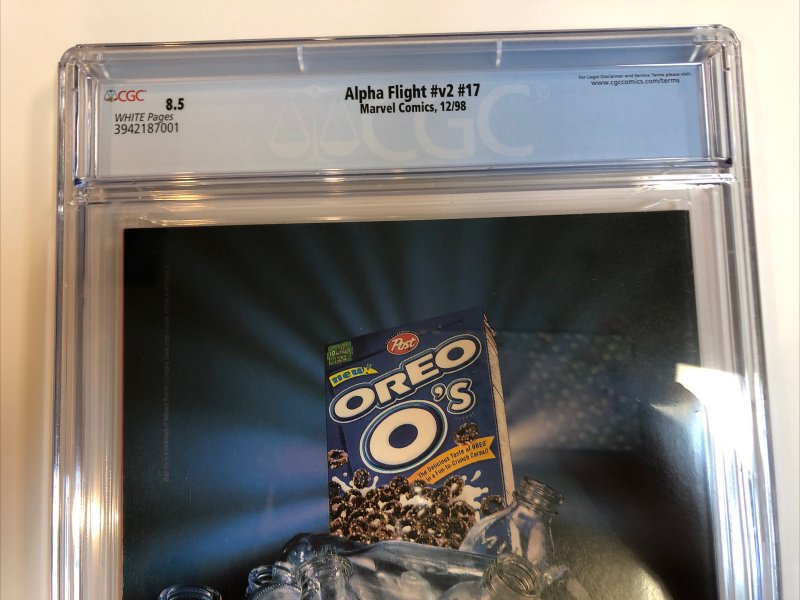 CGC
8.5
WHITE Pages
3942187001
Alpha Flight #v2 #17
Marvel Comics, 12/98
For Legal Disclaimer and Service Terms please visit:
www.cgccomics.com/terms
CGC
Post
new!
OREO
O's
The Delicious Taste of OREO
in a Fun-to-Crunch Cereal!